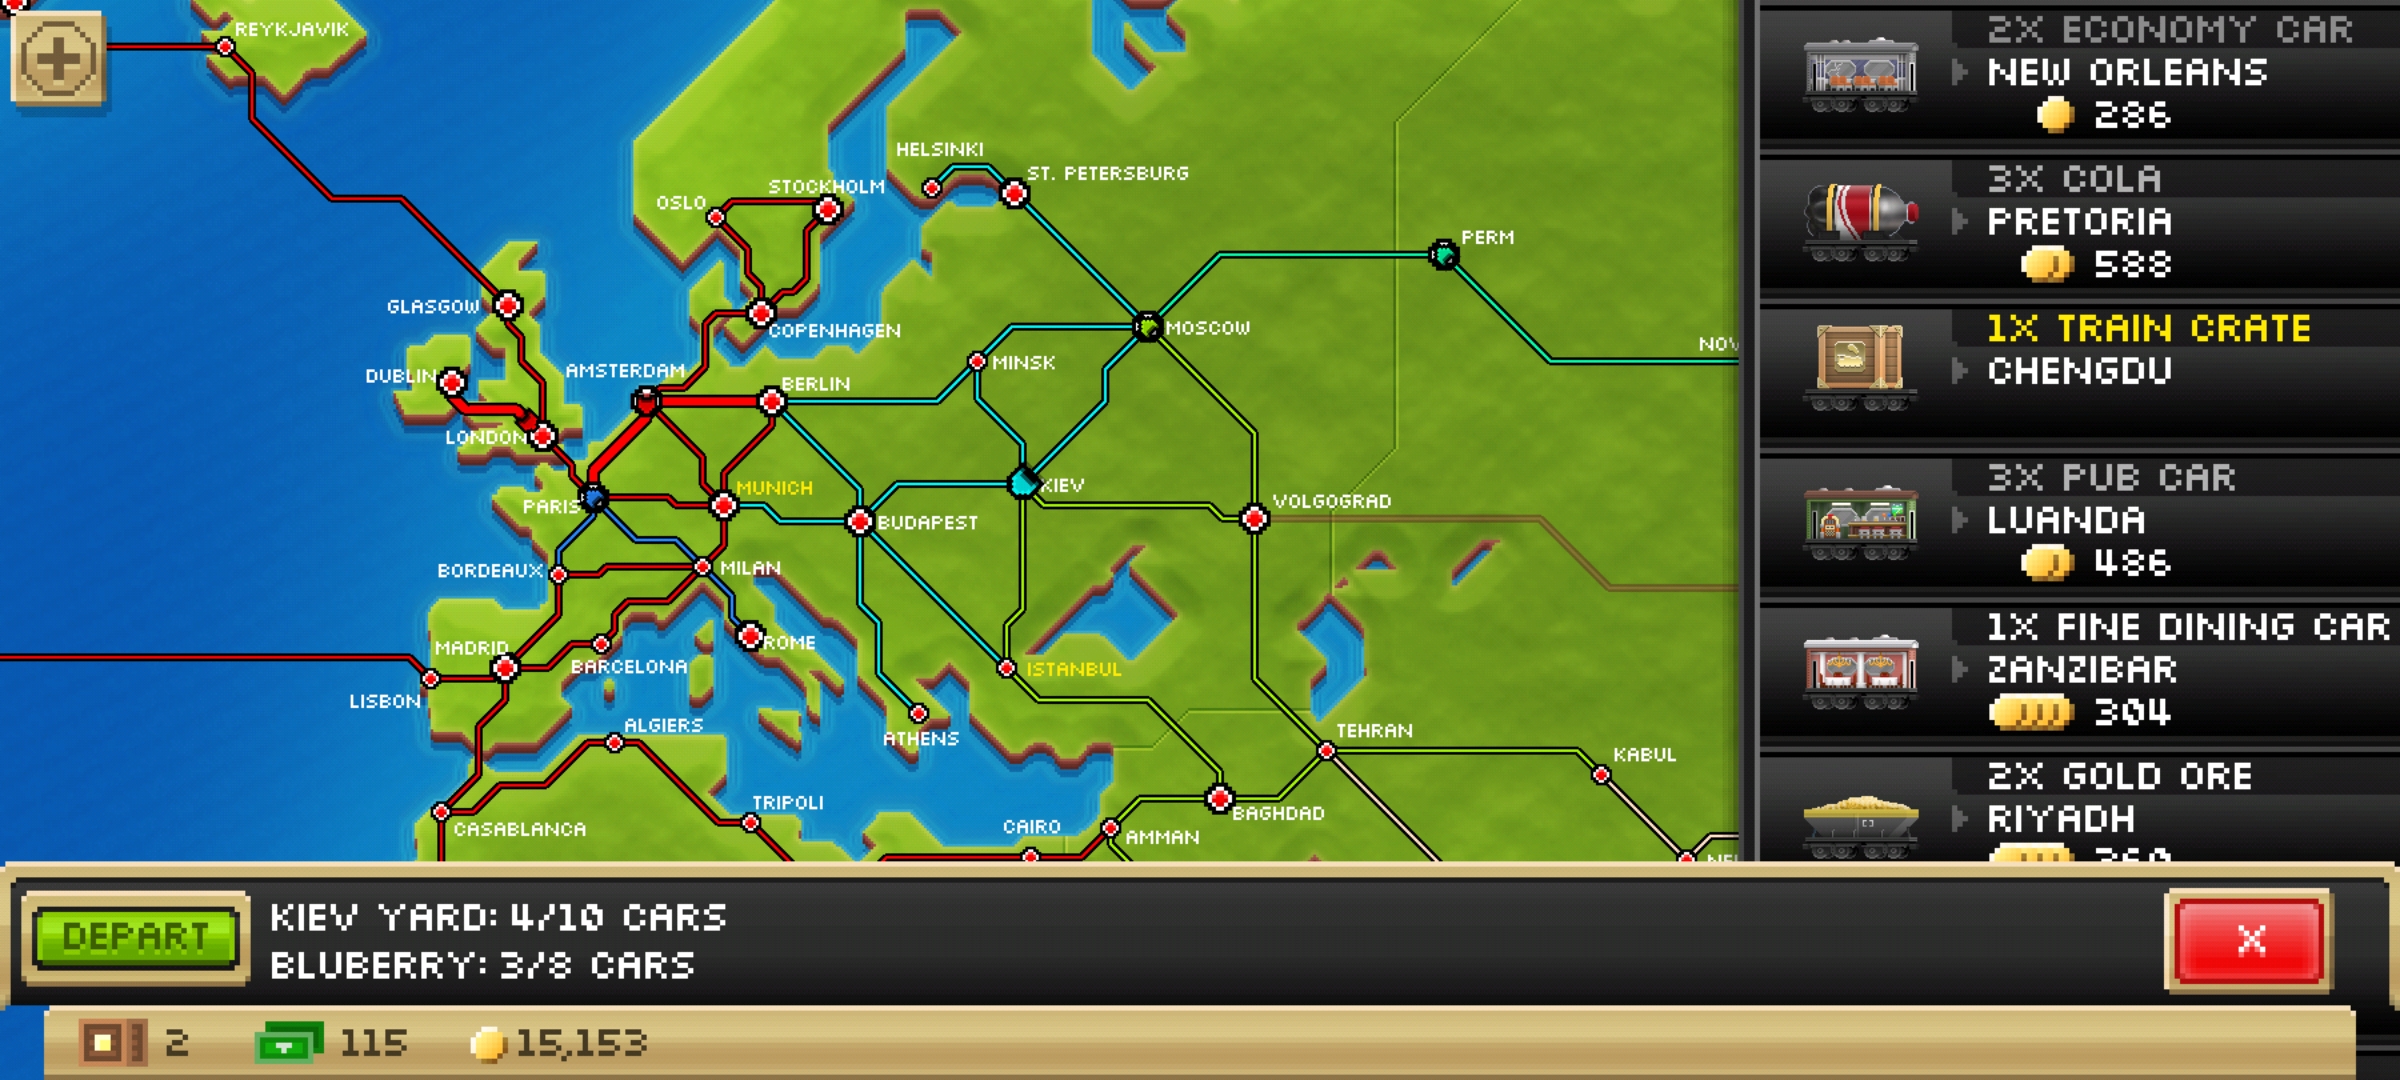 REYKJAVIK
HELSINKI
ST. PETERSBURG
STOCKHOLM
OSLO
PERM
GLASGOW
COPENHAGEN
MOSCOW
MINSK
DUBLIN
AMSTERDAM
BERLIN
LONDON
MUNICH
KIEV
PARIS
BUDAPEST
VOLGOGRAD
BORDEAUX
MILAN
MADRID
ROME
BARCELONA
ISTANBUL
LISBON
ALGIERS
ATHENS
TEHRAN
KABUL
TRIPOLI
CASABLANCA
CAIRO
AMMAN
BAGHDAD
2X ECONOMY CAR
NEW ORLEANS
286
3X COLA
PRETORIA
588
1X TRAIN CRATE
CHENGDU
3X PUB CAR
LUANDA
486
1X FINE DINING CAR
ZANZIBAR
304
2X GOLD ORE
RIYADH
DEPART
KIEV YARD: 4/10 CARS
BLUBERRY: 3/8 CARS
X
2
115
15,153